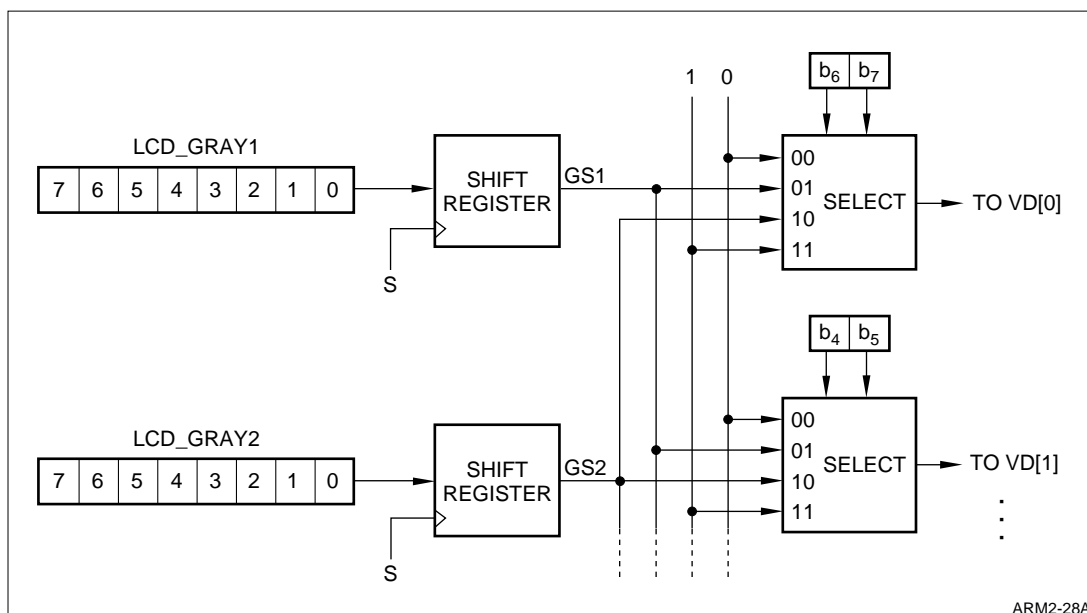 1 0
b6 b7
LCD_GRAY1
7 6 5 4 3 2 1 0
SHIFT
REGISTER
GS1
S
00
01
10
11
SELECT
TO VD[0]
b4 b5
LCD_GRAY2
7 6 5 4 3 2 1 0
SHIFT
REGISTER
GS2
S
00
01
10
11
SELECT
TO VD[1]
ARM2-28A